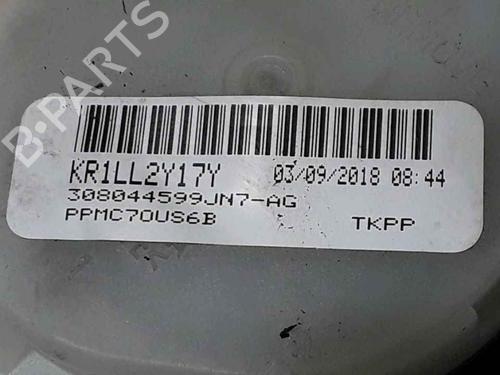 B-PARTS
KR1LL2Y17Y 03/09/2018 08:44
308044599JN7-AG
PPMC70US6B TKPP